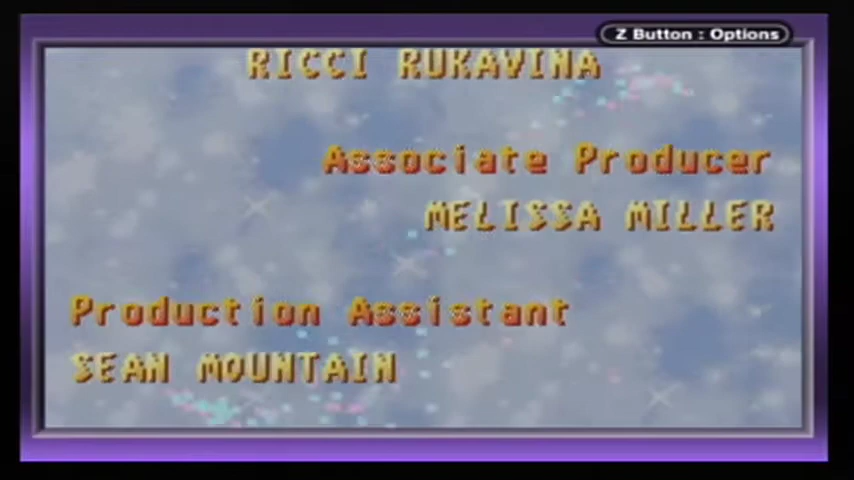 Z Button : Options
RICCI RUKAVINA
Associate Producer
MELISSA MILLER
Production Assistant
SEAN MOUNTAIN